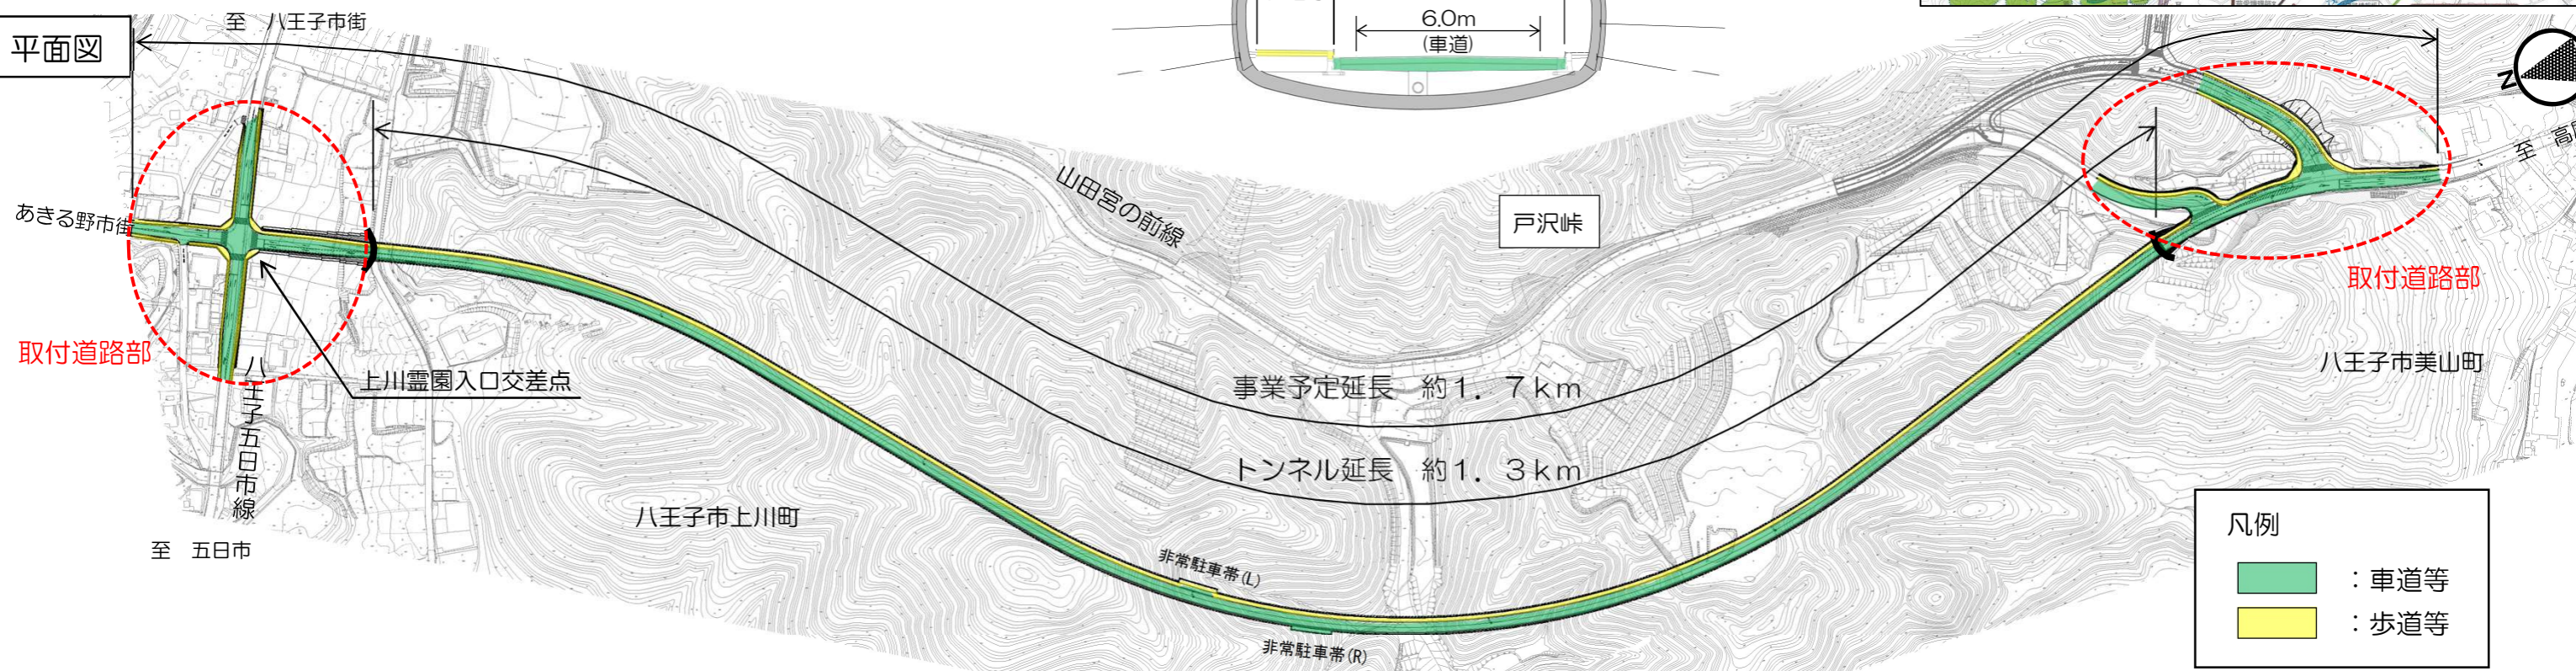 平面図
至　八王子市街
6.0m
(車道)
Z
至　高
あきる野市街
山田宮の前線
戸沢峠
取付道路部
取付道路部
上川霊園入口交差点
八王子五日市線
至　五日市
事業予定延長　約１．７ｋｍ
トンネル延長　約１．３ｋｍ
八王子市美山町
八王子市上川町
非常駐車帯(L)
非常駐車帯(R)
凡例
：車道等
：歩道等